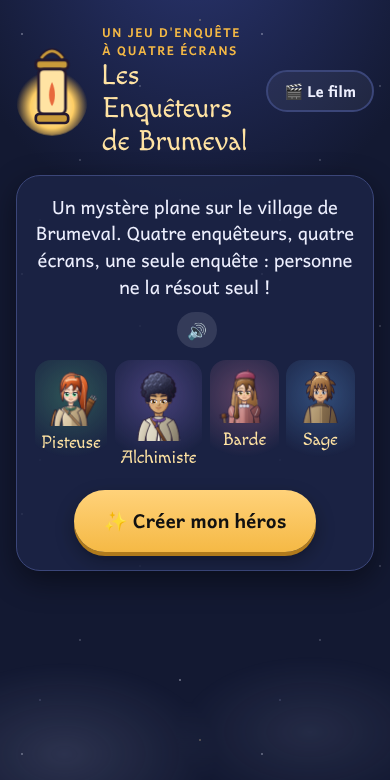 UN JEU D'ENQUÊTE
À QUATRE ÉCRANS
Les
Enquêteurs
de Brumeval
🎬 Le film
Un mystère plane sur le village de
Brumeval. Quatre enquêteurs, quatre
écrans, une seule enquête : personne
ne la résout seul !
Pisteuse
Alchimiste
Barde
Sage
✨ Créer mon héros